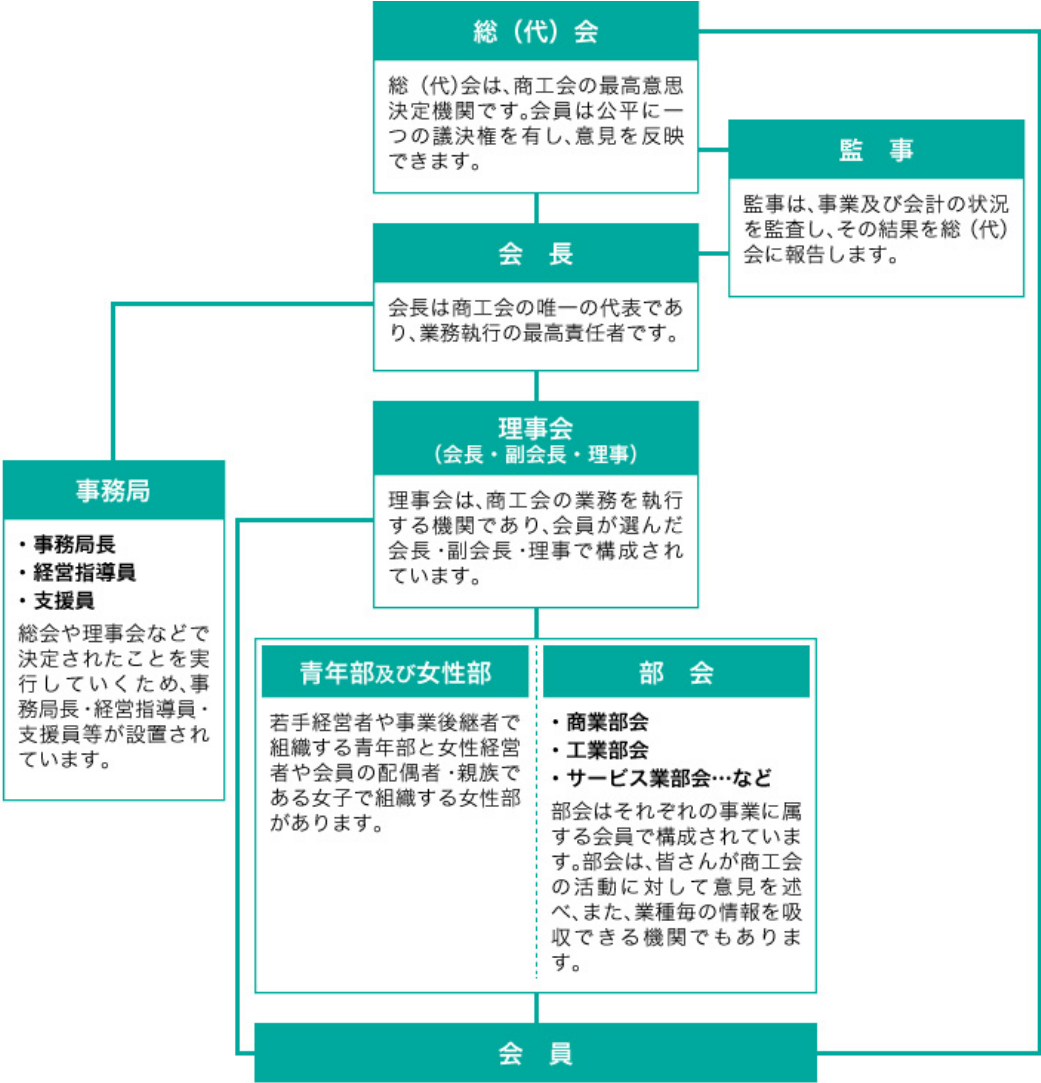 総（代）会
総（代）会は、商工会の最高意思
決定機関です。会員は公平に一
つの議決権を有し、意見を反映
できます。
監　事
監事は、事業及び会計の状況
を監査し、その結果を総（代）
会に報告します。
会　長
会長は商工会の唯一の代表であ
り、業務執行の最高責任者です。
理事会
（会長・副会長・理事）
理事会は、商工会の業務を執行
する機関であり、会員が選んだ
会長・副会長・理事で構成され
ています。
事務局
・事務局長
・経営指導員
・支援員
総会や理事会などで
決定されたことを実
行していくため、事
務局長・経営指導員・
支援員等が設置され
ています。
青年部及び女性部
若手経営者や事業後継者で
組織する青年部と女性経営
者や会員の配偶者・親族で
ある女子で組織する女性部
があります。
部　会
・商業部会
・工業部会
・サービス業部会…など
部会はそれぞれの事業に属
する会員で構成されていま
す。部会は、皆さんが商工会
の活動に対して意見を述
べ、また、業種毎の情報を吸
収できる機関でもありま
す。
会　員